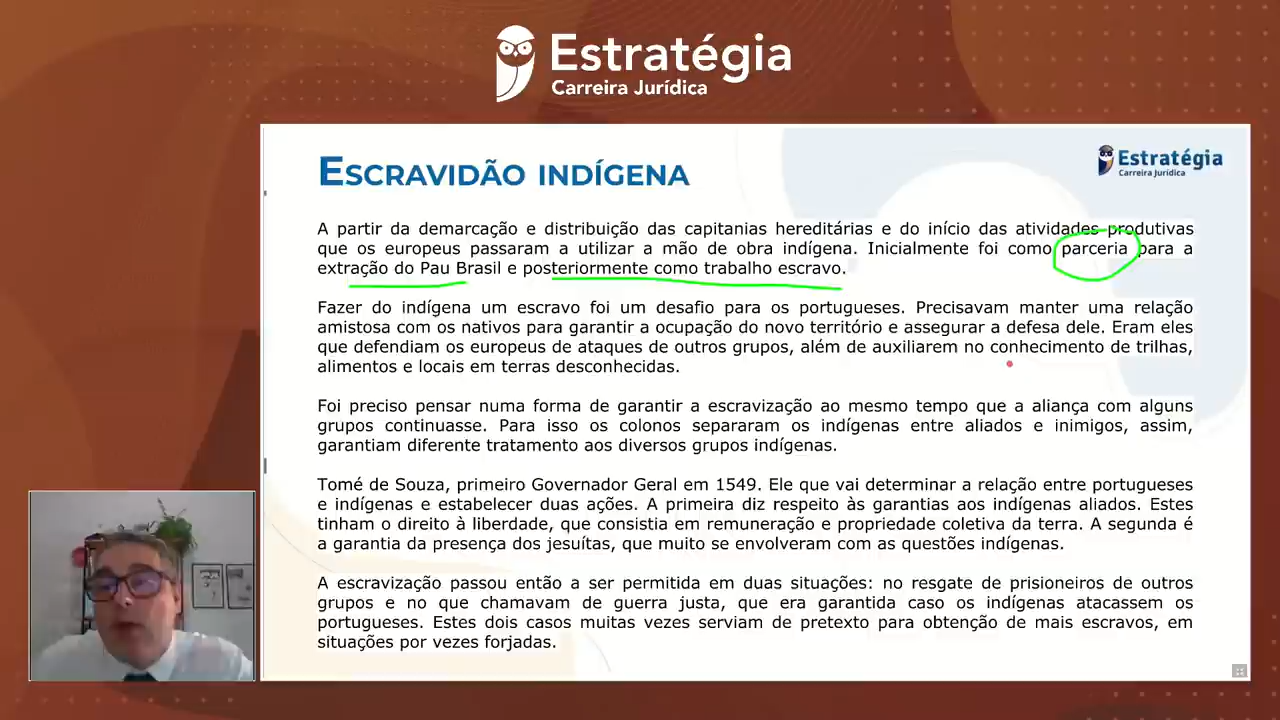 Estratégia
Carreira Jurídica
ESCRAVIDÃO INDÍGENA
Estratégia
Carreira Jurídica
A partir da demarcação e distribuição das capitanias hereditárias e do início das atividades produtivas
que os europeus passaram a utilizar a mão de obra indígena. Inicialmente foi como parceria para a
extração do Pau Brasil e posteriormente como trabalho escravo.
Fazer do indígena um escravo foi um desafio para os portugueses. Precisavam manter uma relação
amistosa com os nativos para garantir a ocupação do novo território e assegurar a defesa dele. Eram eles
que defendiam os europeus de ataques de outros grupos, além de auxiliarem no conhecimento de trilhas,
alimentos e locais em terras desconhecidas.
Foi preciso pensar numa forma de garantir a escravização ao mesmo tempo que a aliança com alguns
grupos continuasse. Para isso os colonos separaram os indígenas entre aliados e inimigos, assim,
garantiam diferente tratamento aos diversos grupos indígenas.
Tomé de Souza, primeiro Governador Geral em 1549. Ele que vai determinar a relação entre portugueses
e indígenas e estabelecer duas ações. A primeira diz respeito às garantias aos indígenas aliados. Estes
tinham o direito à liberdade, que consistia em remuneração e propriedade coletiva da terra. A segunda é
a garantia da presença dos jesuítas, que muito se envolveram com as questões indígenas.
A escravização passou então a ser permitida em duas situações: no resgate de prisioneiros de outros
grupos e no que chamavam de guerra justa, que era garantida caso os indígenas atacassem os
portugueses. Estes dois casos muitas vezes serviam de pretexto para obtenção de mais escravos, em
situações por vezes forjadas.